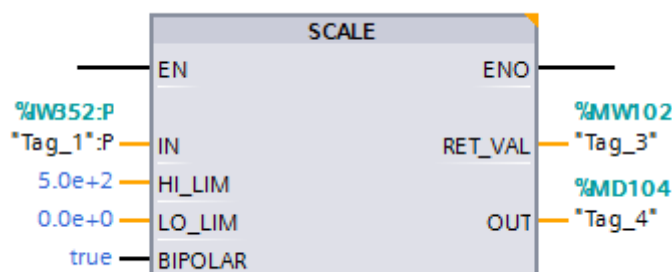 SCALE
EN ENO
%IW352:P %MW102
"Tag_1":P IN RET_VAL "Tag_3"
5.0e+2 HI_LIM %MD104
0.0e+0 LO_LIM OUT "Tag_4"
true BIPOLAR